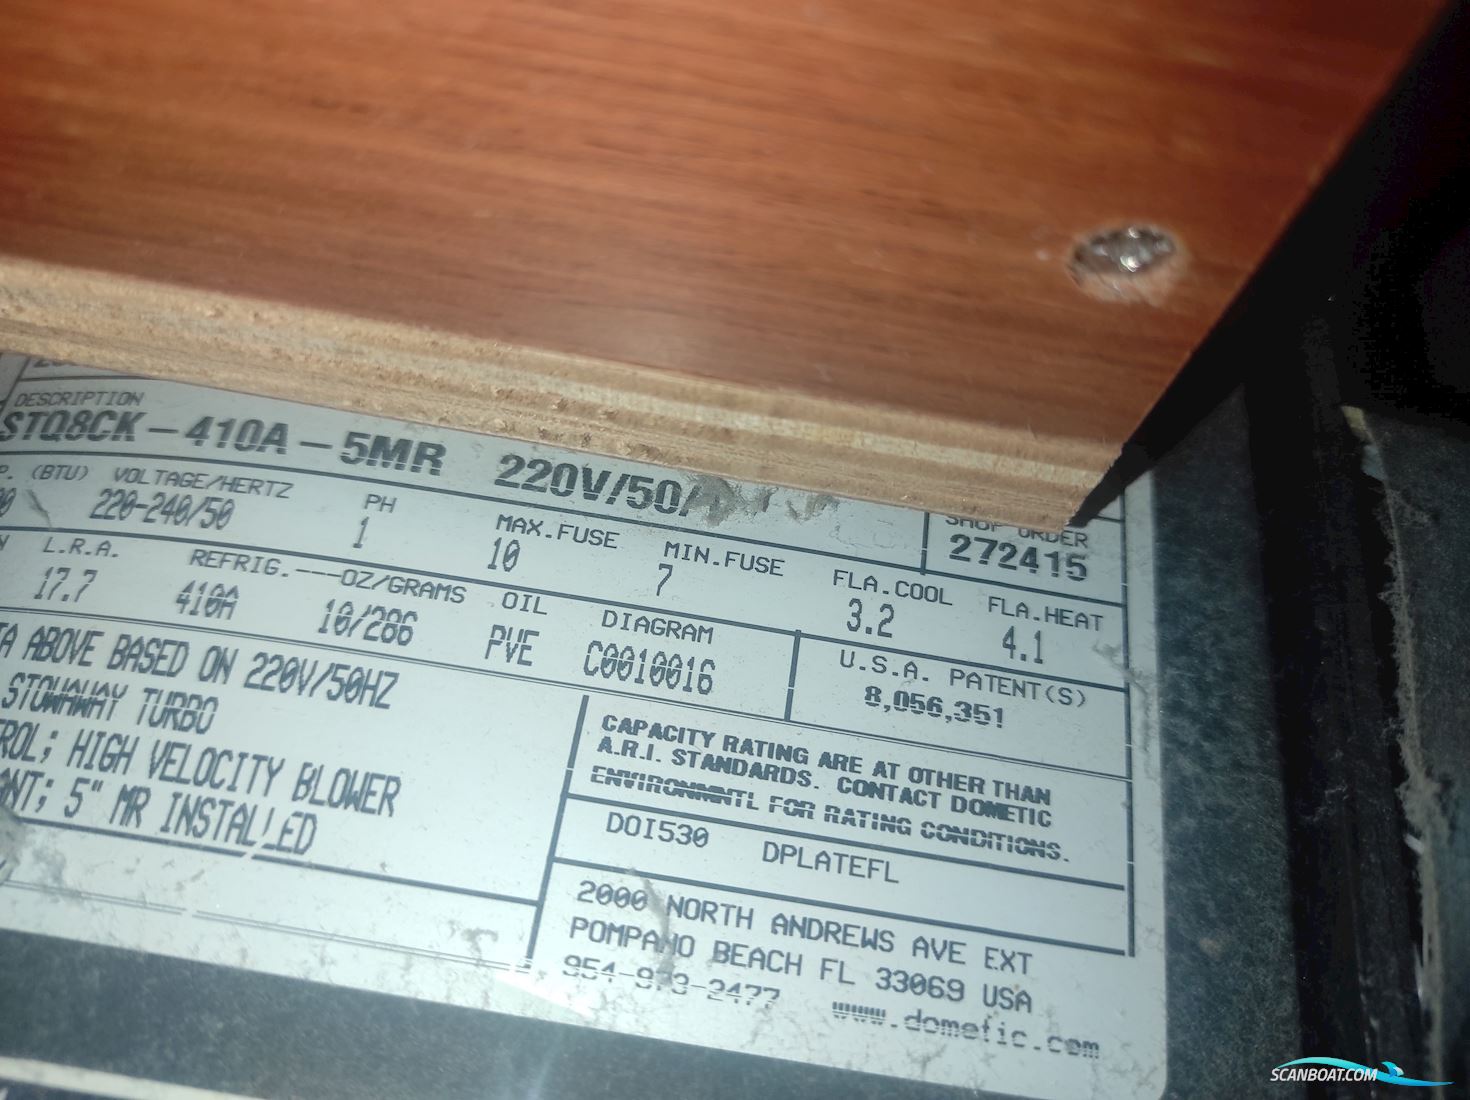 DESCRIPTION
STQ8CK-410A-5MR 220V/50/
SHOP ORDER
272415
(BTU) VOLTAGE/HERTZ PH MAX.FUSE MIN.FUSE FLA.COOL FLA.HEAT
220-240/50 1 10 7 3.2 4.1
L.R.A. REFRIG.---OZ/GRAMS OIL DIAGRAM U.S.A. PATENT(S)
17.7 410A 10/286 PVE C0010016 8,056,351
ABOVE BASED ON 220V/50HZ
STOWAWAY TURBO
HIGH VELOCITY BLOWER
5" MR INSTALLED
CAPACITY RATING ARE AT OTHER THAN
A.R.I. STANDARDS. CONTACT DOMETIC
ENVIRONMNTL FOR RATING CONDITIONS.
DOI530 DPLATEFL
2000 NORTH ANDREWS AVE EXT
POMPANO BEACH FL 33069 USA
954-973-2477 www.dometic.com
SCANBOAT.COM